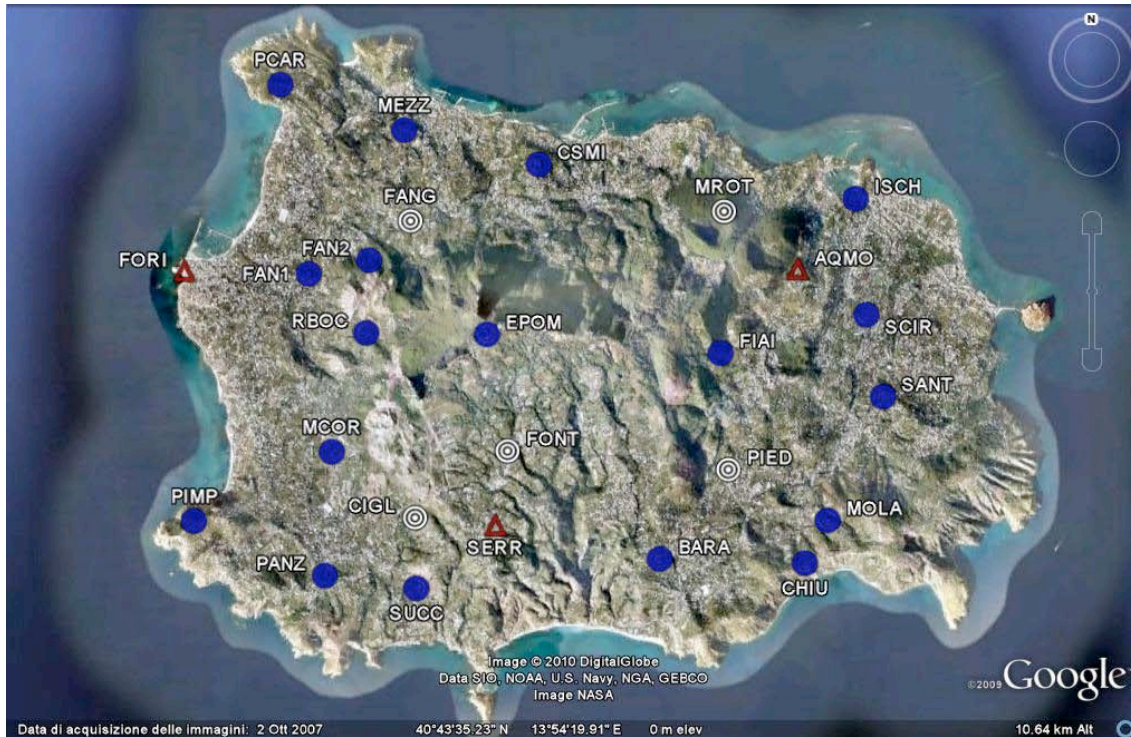 N
PCAR
MEZZ
CSMI
ISCH
MROT
FANG
FORI
FAN2
FAN1
AQMO
RBOC
EPOM
SCIR
FIAI
SANT
MCOR
FONT
PIED
PIMP
CIGL
MOLA
SERR
BARA
PANZ
CHIU
SUCC
Image © 2010 DigitalGlobe
Data SIO, NOAA, U.S. Navy, NGA, GEBCO
Image NASA
©2009 Google
Data di acquisizione delle immagini: 2 Ott 2007 40°43'35.23" N 13°54'19.91" E 0 m elev 10.64 km Alt